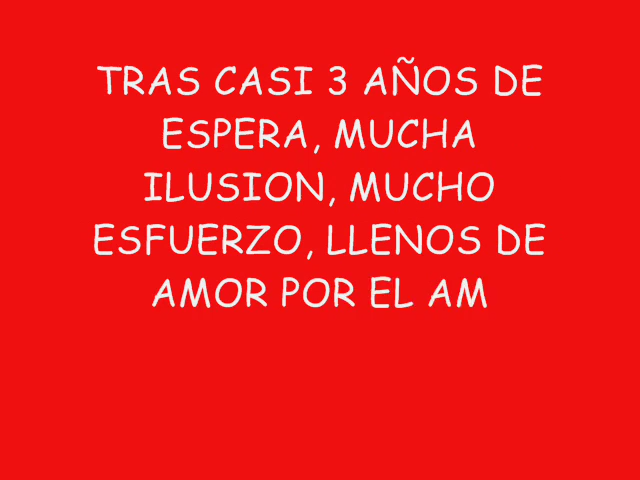 TRAS CASI 3 AÑOS DE
ESPERA, MUCHA
ILUSION, MUCHO
ESFUERZO, LLENOS DE
AMOR POR EL AM